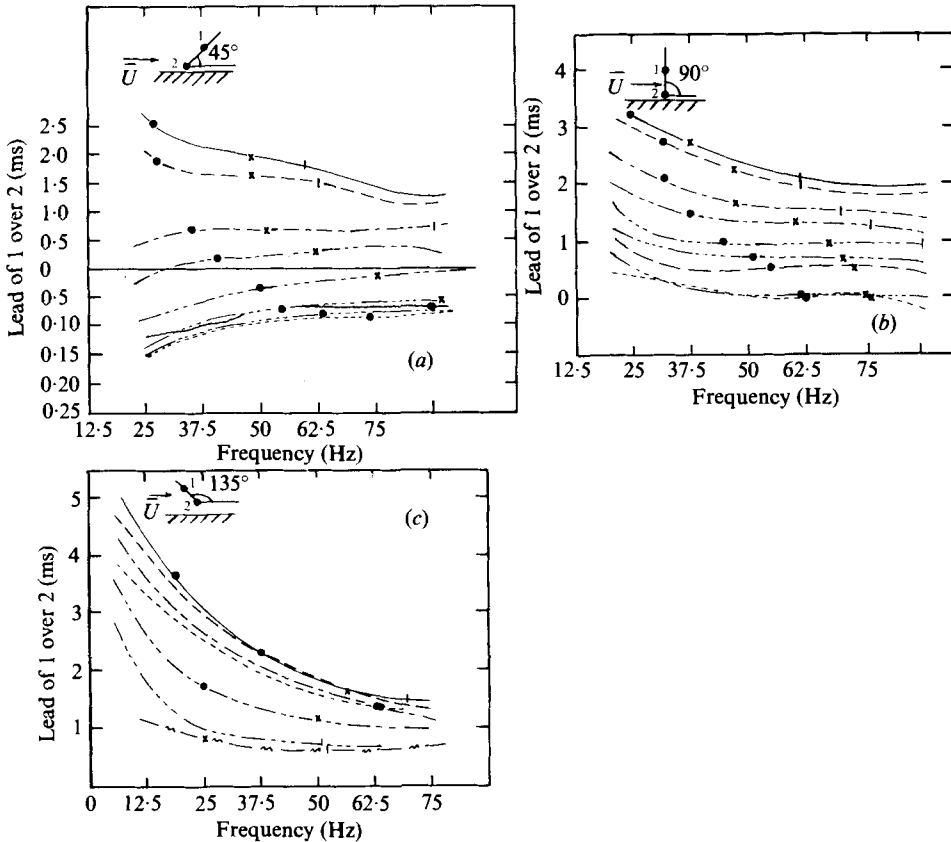 1
2
45°
U
Lead of 1 over 2 (ms)
2·5
2·0
1·5
1·0
0·5
0
0·5
0·10
0·15
0·20
0·25
(a)
12·5 25 37·5 50 62·5 75
Frequency (Hz)
1
2
90°
U
Lead of 1 over 2 (ms)
4
3
2
1
0
(b)
12·5 25 37·5 50 62·5 75
Frequency (Hz)
1
2
135°
U
(c)
Lead of 1 over 2 (ms)
5
4
3
2
1
0 12·5 25 37·5 50 62·5 75
Frequency (Hz)